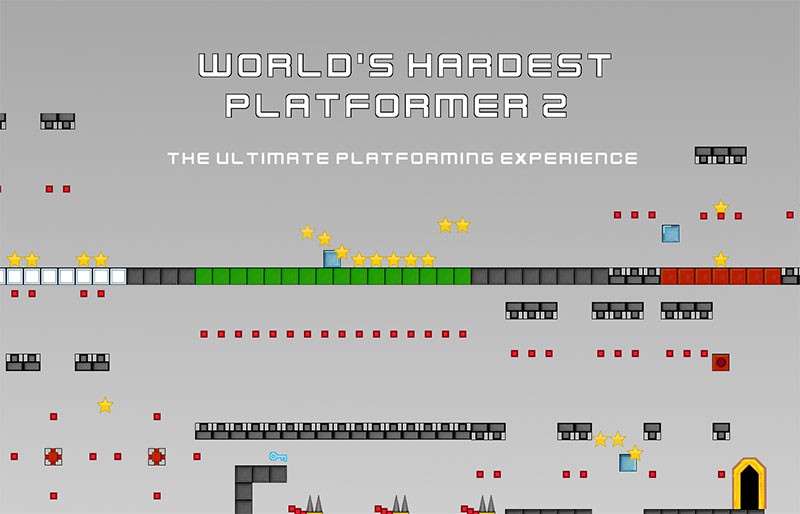 WORLD'S HARDEST
PLATFORMER 2
THE ULTIMATE PLATFORMING EXPERIENCE